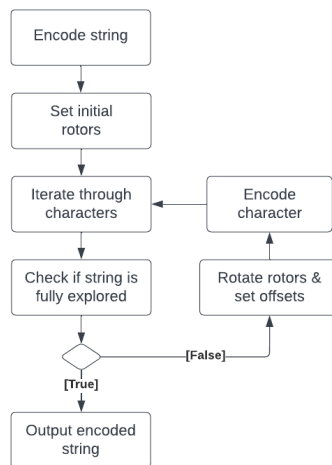 Encode string
Set initial
rotors
Iterate through
characters
Encode
character
Check if string is
fully explored
Rotate rotors &
set offsets
[False]
[True]
Output encoded
string